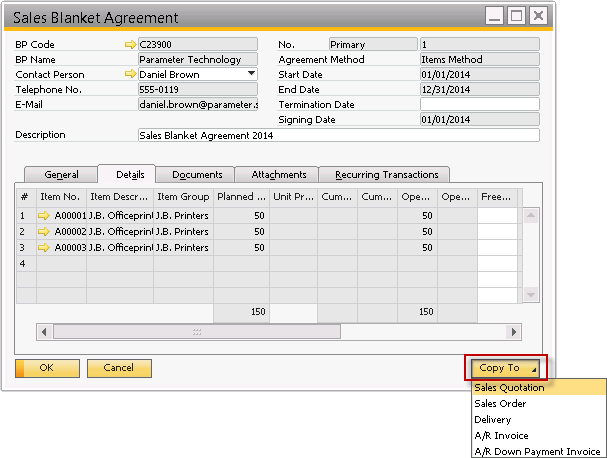 Sales Blanket Agreement
BP Code C23900 No. Primary 1
BP Name Parameter Technology Agreement Method Items Method
Contact Person Daniel Brown Start Date 01/01/2014
Telephone No. 555-0119 End Date 12/31/2014
E-Mail daniel.brown@parameter.s Termination Date
Signing Date 01/01/2014
Description Sales Blanket Agreement 2014
General Details Documents Attachments Recurring Transactions
# Item No. Item Descr... Item Group Planned ... Unit Pr... Cum... Cum... Ope... Ope... Free...
1 A00001 J.B. Officeprint J.B. Printers 50 50
2 A00002 J.B. Officeprint J.B. Printers 50 50
3 A00003 J.B. Officeprint J.B. Printers 50 50
4
150 150
OK Cancel Copy To
Sales Quotation
Sales Order
Delivery
A/R Invoice
A/R Down Payment Invoice